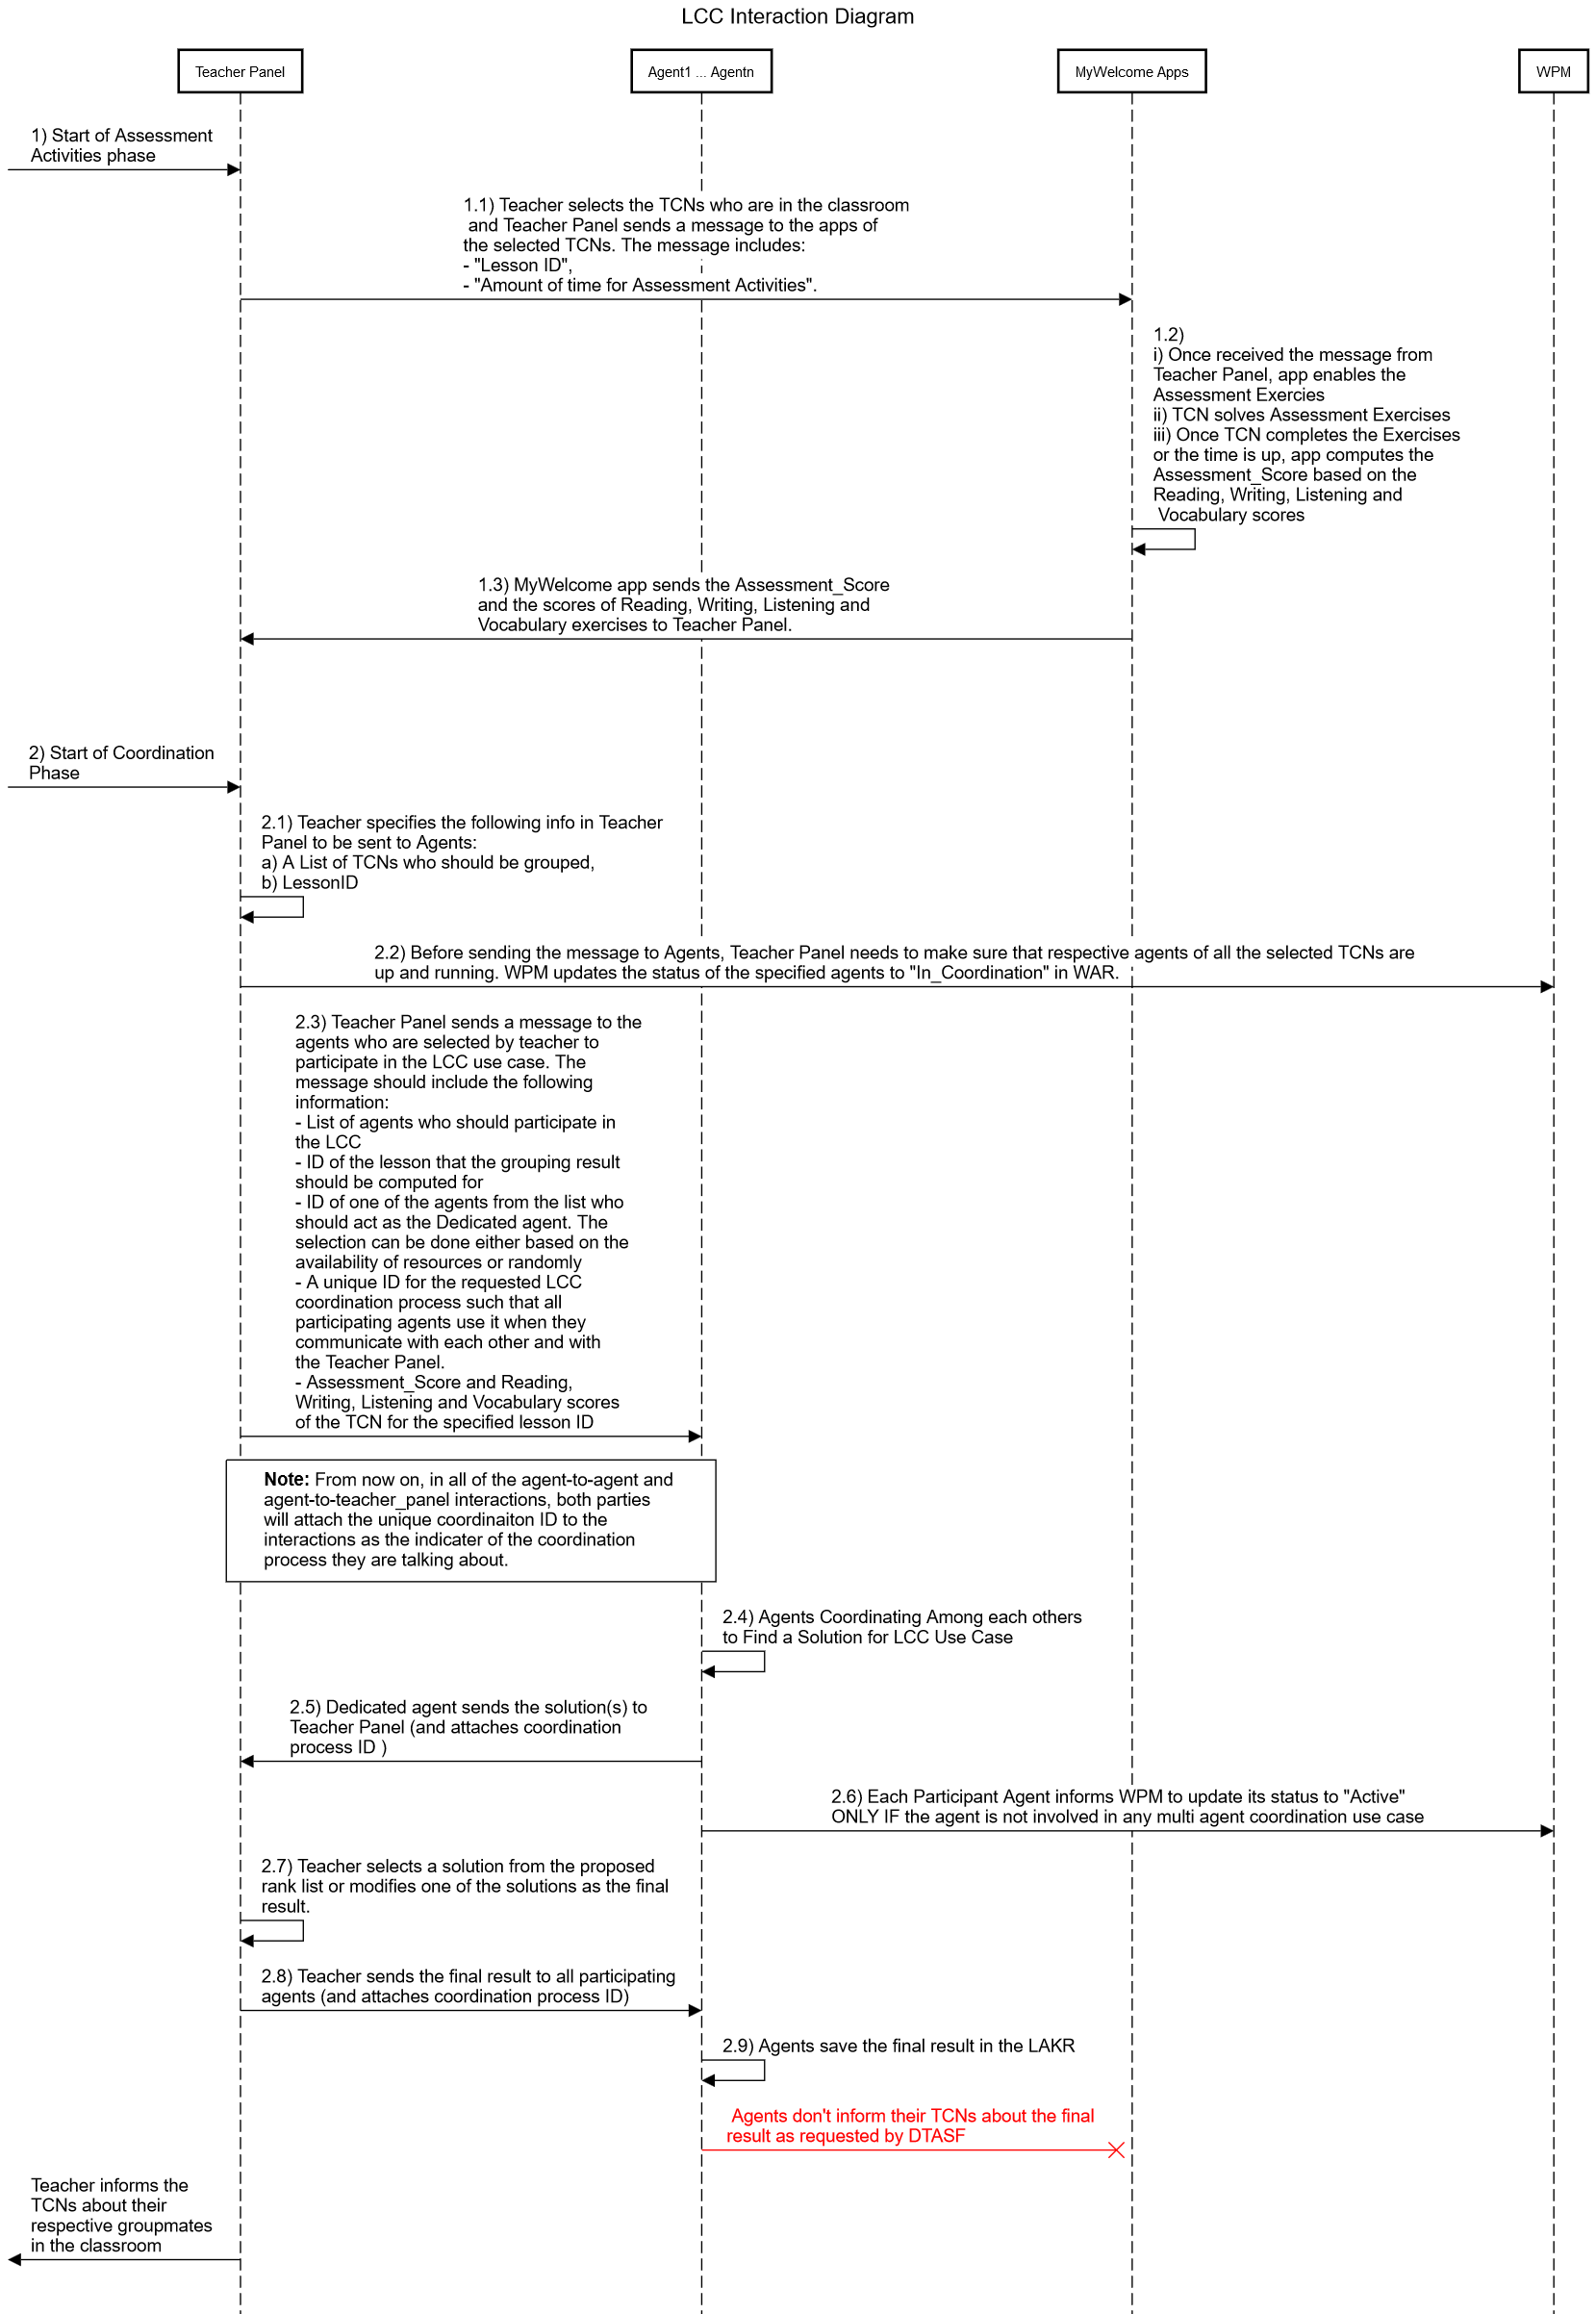 LCC Interaction Diagram
Teacher Panel
Agent1 ... Agentn
MyWelcome Apps
WPM
1) Start of Assessment
Activities phase
1.1) Teacher selects the TCNs who are in the classroom
and Teacher Panel sends a message to the apps of
the selected TCNs. The message includes:
- "Lesson ID",
- "Amount of time for Assessment Activities".
1.2)
i) Once received the message from
Teacher Panel, app enables the
Assessment Exercies
ii) TCN solves Assessment Exercises
iii) Once TCN completes the Exercises
or the time is up, app computes the
Assessment_Score based on the
Reading, Writing, Listening and
Vocabulary scores
1.3) MyWelcome app sends the Assessment_Score
and the scores of Reading, Writing, Listening and
Vocabulary exercises to Teacher Panel.
2) Start of Coordination
Phase
2.1) Teacher specifies the following info in Teacher
Panel to be sent to Agents:
a) A List of TCNs who should be grouped,
b) LessonID
2.2) Before sending the message to Agents, Teacher Panel needs to make sure that respective agents of all the selected TCNs are
up and running. WPM updates the status of the specified agents to "In_Coordination" in WAR.
2.3) Teacher Panel sends a message to the
agents who are selected by teacher to
participate in the LCC use case. The
message should include the following
information:
- List of agents who should participate in
the LCC
- ID of the lesson that the grouping result
should be computed for
- ID of one of the agents from the list who
should act as the Dedicated agent. The
selection can be done either based on the
availability of resources or randomly
- A unique ID for the requested LCC
coordination process such that all
participating agents use it when they
communicate with each other and with
the Teacher Panel.
- Assessment_Score and Reading,
Writing, Listening and Vocabulary scores
of the TCN for the specified lesson ID
Note: From now on, in all of the agent-to-agent and
agent-to-teacher_panel interactions, both parties
will attach the unique coordinaiton ID to the
interactions as the indicater of the coordination
process they are talking about.
2.4) Agents Coordinating Among each others
to Find a Solution for LCC Use Case
2.5) Dedicated agent sends the solution(s) to
Teacher Panel (and attaches coordination
process ID )
2.6) Each Participant Agent informs WPM to update its status to "Active"
ONLY IF the agent is not involved in any multi agent coordination use case
2.7) Teacher selects a solution from the proposed
rank list or modifies one of the solutions as the final
result.
2.8) Teacher sends the final result to all participating
agents (and attaches coordination process ID)
2.9) Agents save the final result in the LAKR
Agents don't inform their TCNs about the final
result as requested by DTASF
Teacher informs the
TCNs about their
respective groupmates
in the classroom